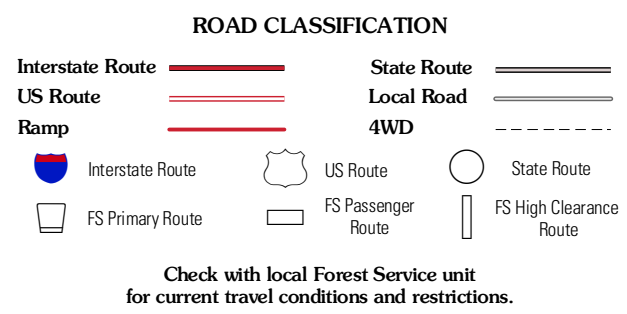 ROAD CLASSIFICATION
Interstate Route
State Route
US Route
Local Road
Ramp
4WD
Interstate Route
US Route
State Route
FS Primary Route
FS Passenger
Route
FS High Clearance
Route
Check with local Forest Service unit
for current travel conditions and restrictions.